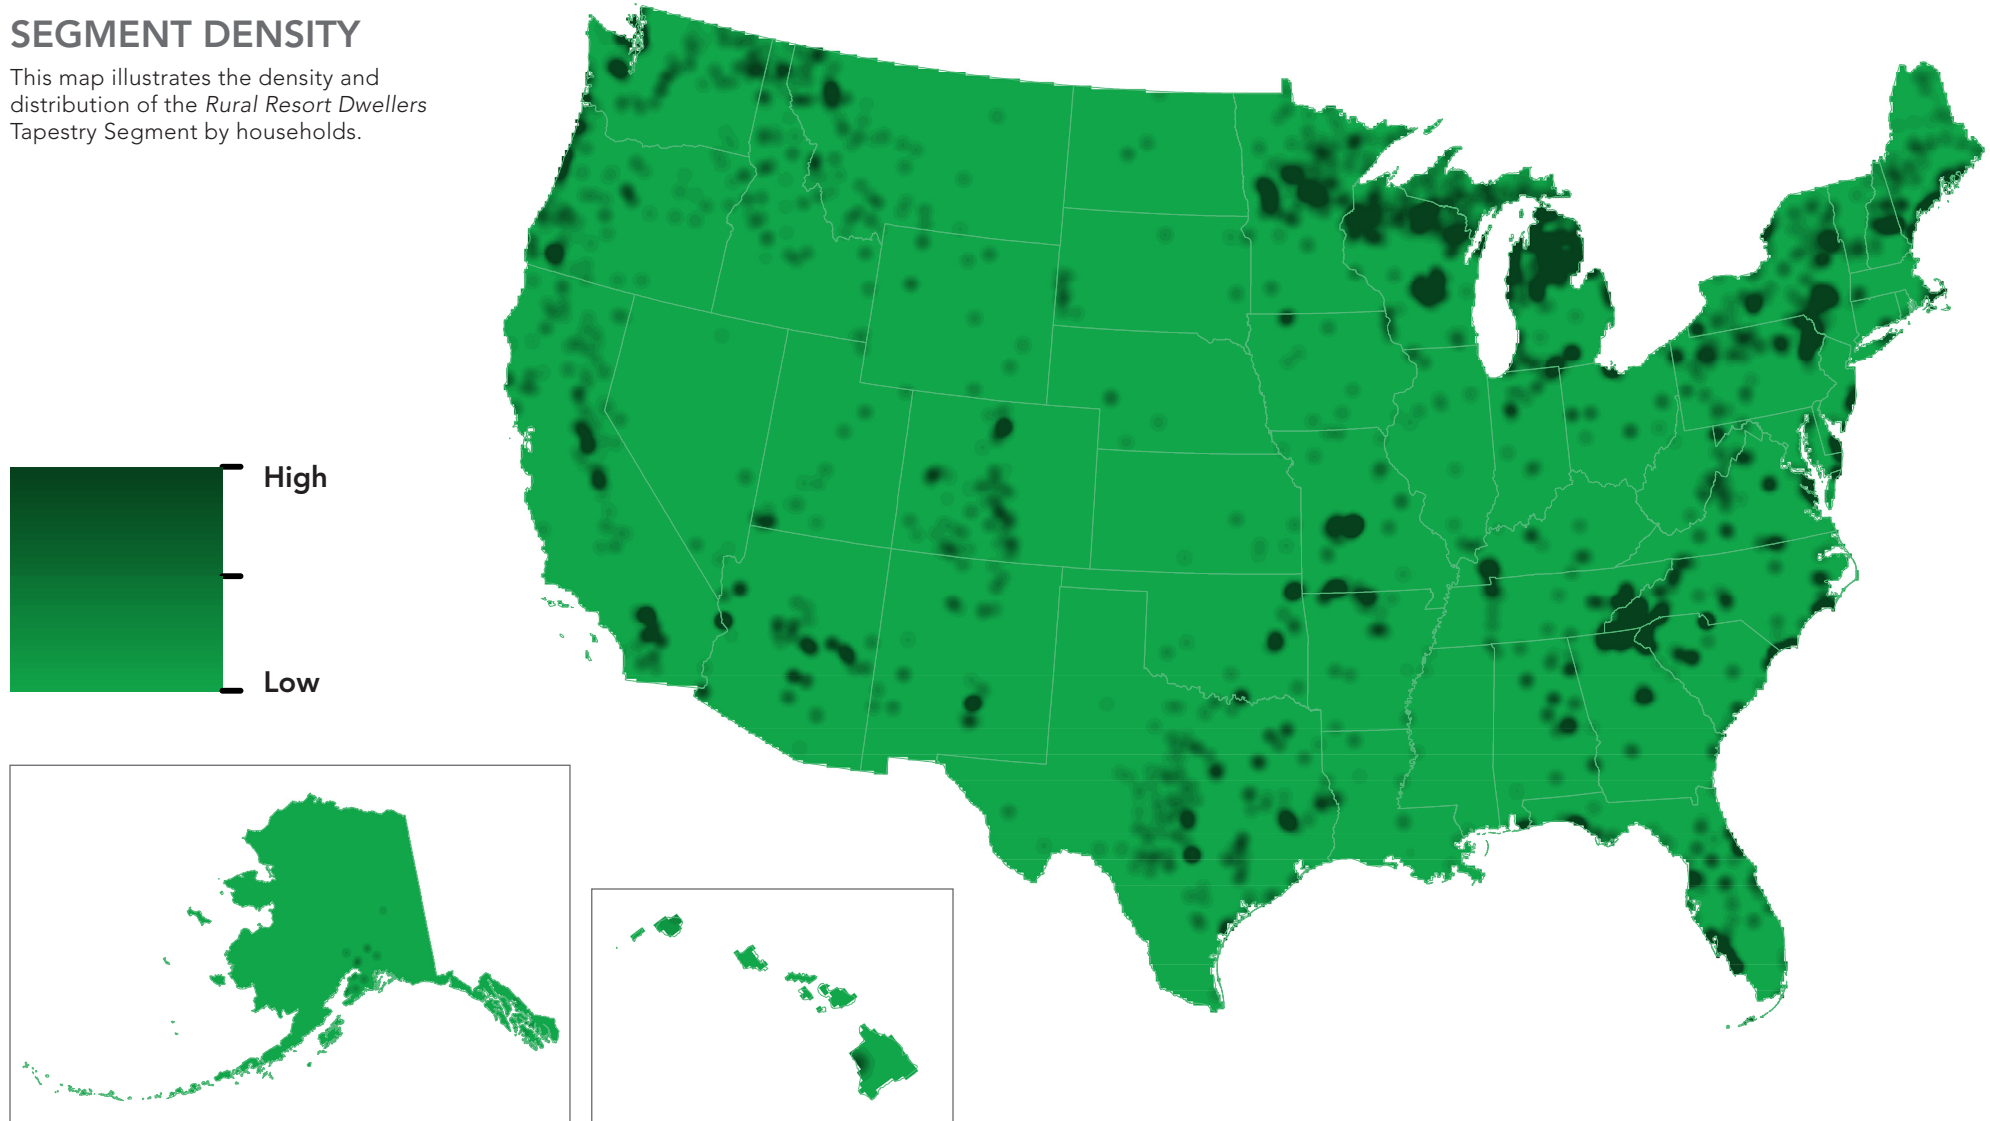 SEGMENT DENSITY
This map illustrates the density and
distribution of the Rural Resort Dwellers
Tapestry Segment by households.
High
Low